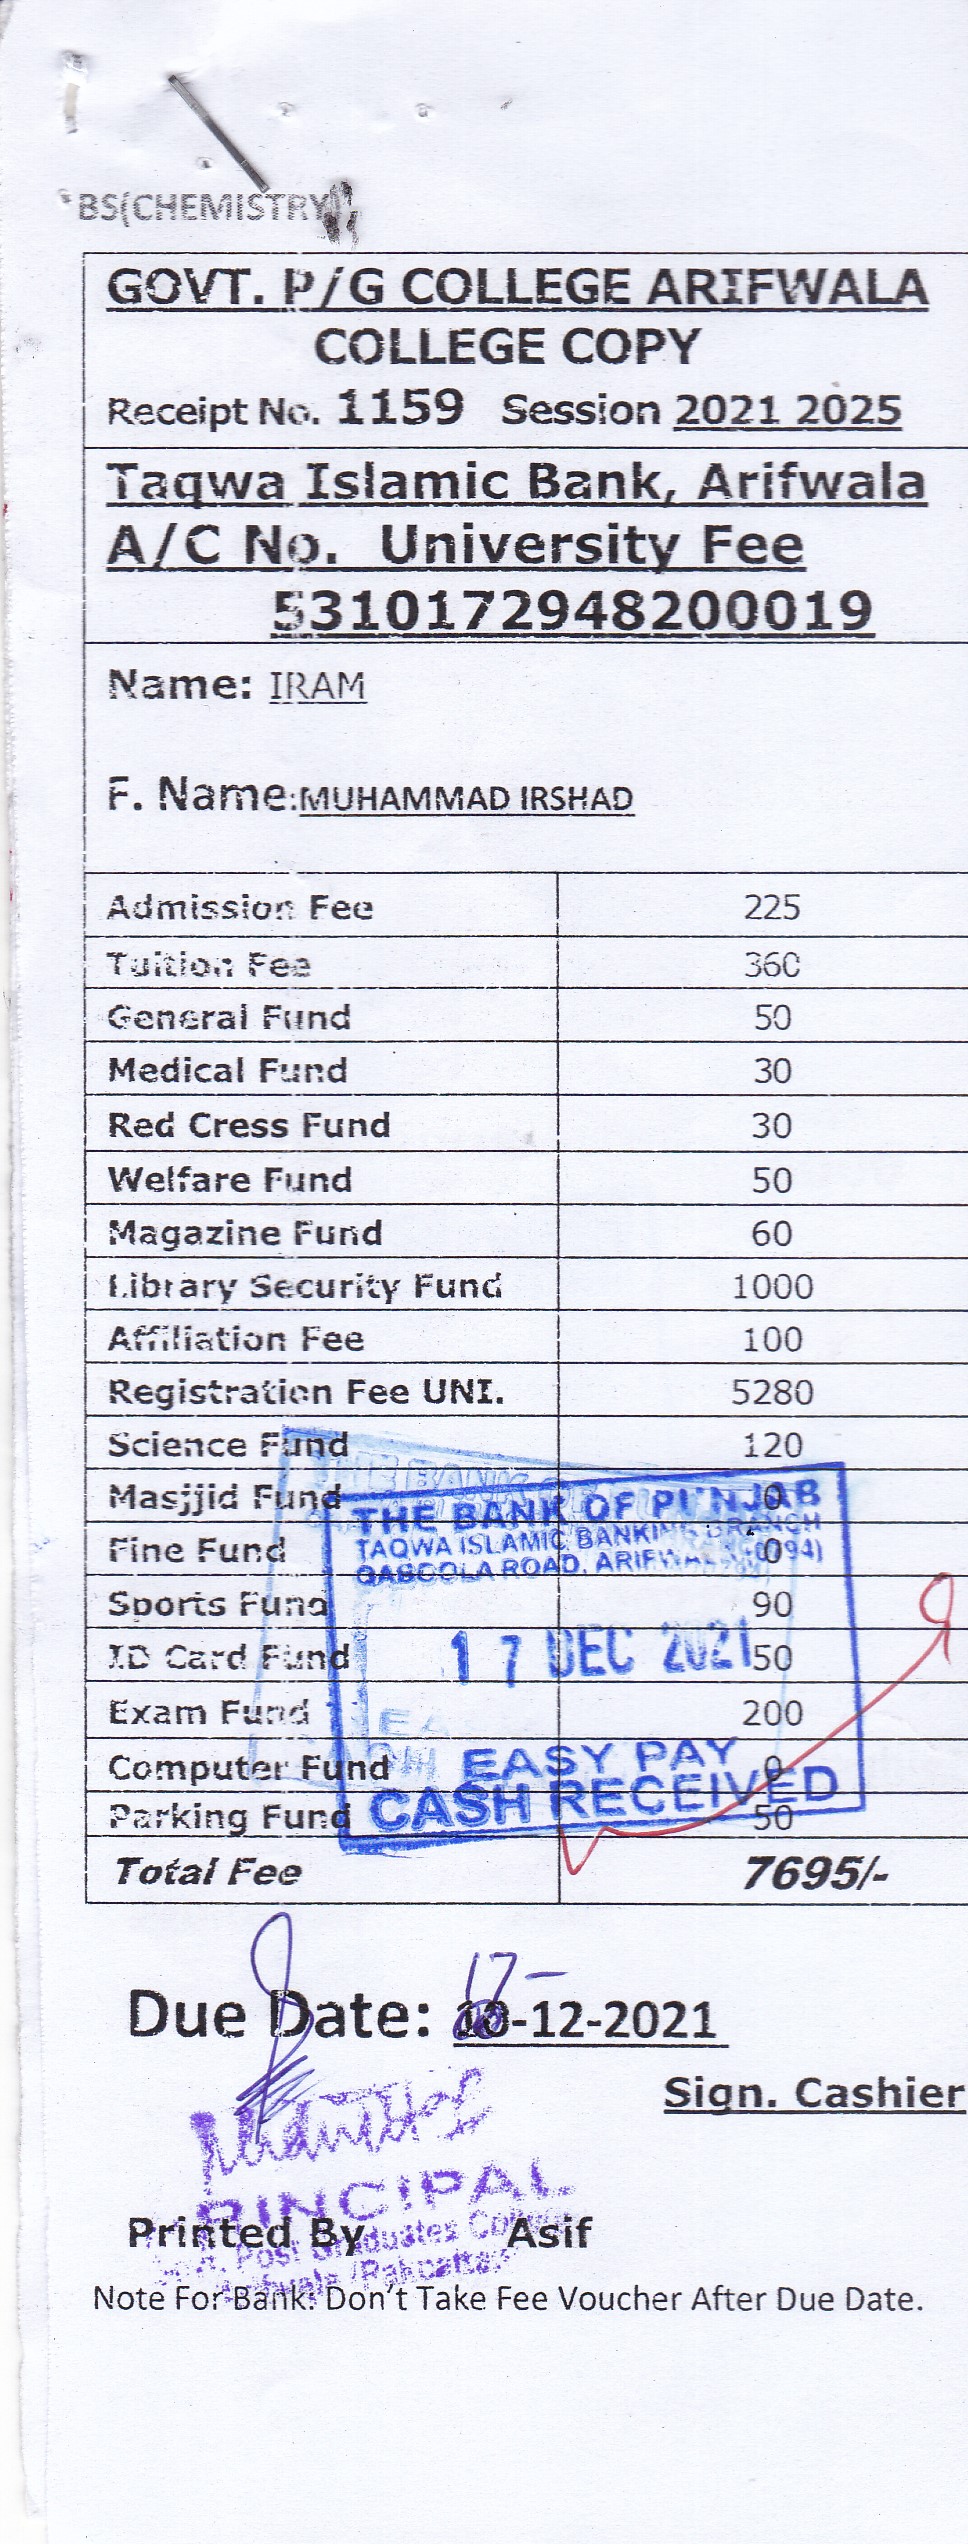 BS(CHEMISTRY)
GOVT. P/G COLLEGE ARIFWALA
COLLEGE COPY
Receipt No. 1159 Session 2021 2025
Taqwa Islamic Bank, Arifwala
A/C No. University Fee
5310172948200019
Name: IRAM
F. Name:MUHAMMAD IRSHAD
Admission Fee 225
Tuition Fee 360
General Fund 50
Medical Fund 30
Red Cress Fund 30
Welfare Fund 50
Magazine Fund 60
Library Security Fund 1000
Affiliation Fee 100
Registration Fee UNI. 5280
Science Fund 120
Masjjid Fund 0
Fine Fund 0
Sports Fund 90
ID Card Fund 50
Exam Fund 200
Computer Fund 0
Parking Fund 50
Total Fee 7695/-
THE BANK OF PUNJAB
TAQWA ISLAMIC BANKING BRANCH
QABOOLA ROAD, ARIFWALA
17 DEC 2021
EASY PAY
CASH RECEIVED
17-
Due Date: 10-12-2021
Sign. Cashier
PRINCIPAL
Govt. Post Graduates College
Arifwala (Pakpattan)
Printed By Asif
Note For Bank: Don't Take Fee Voucher After Due Date.